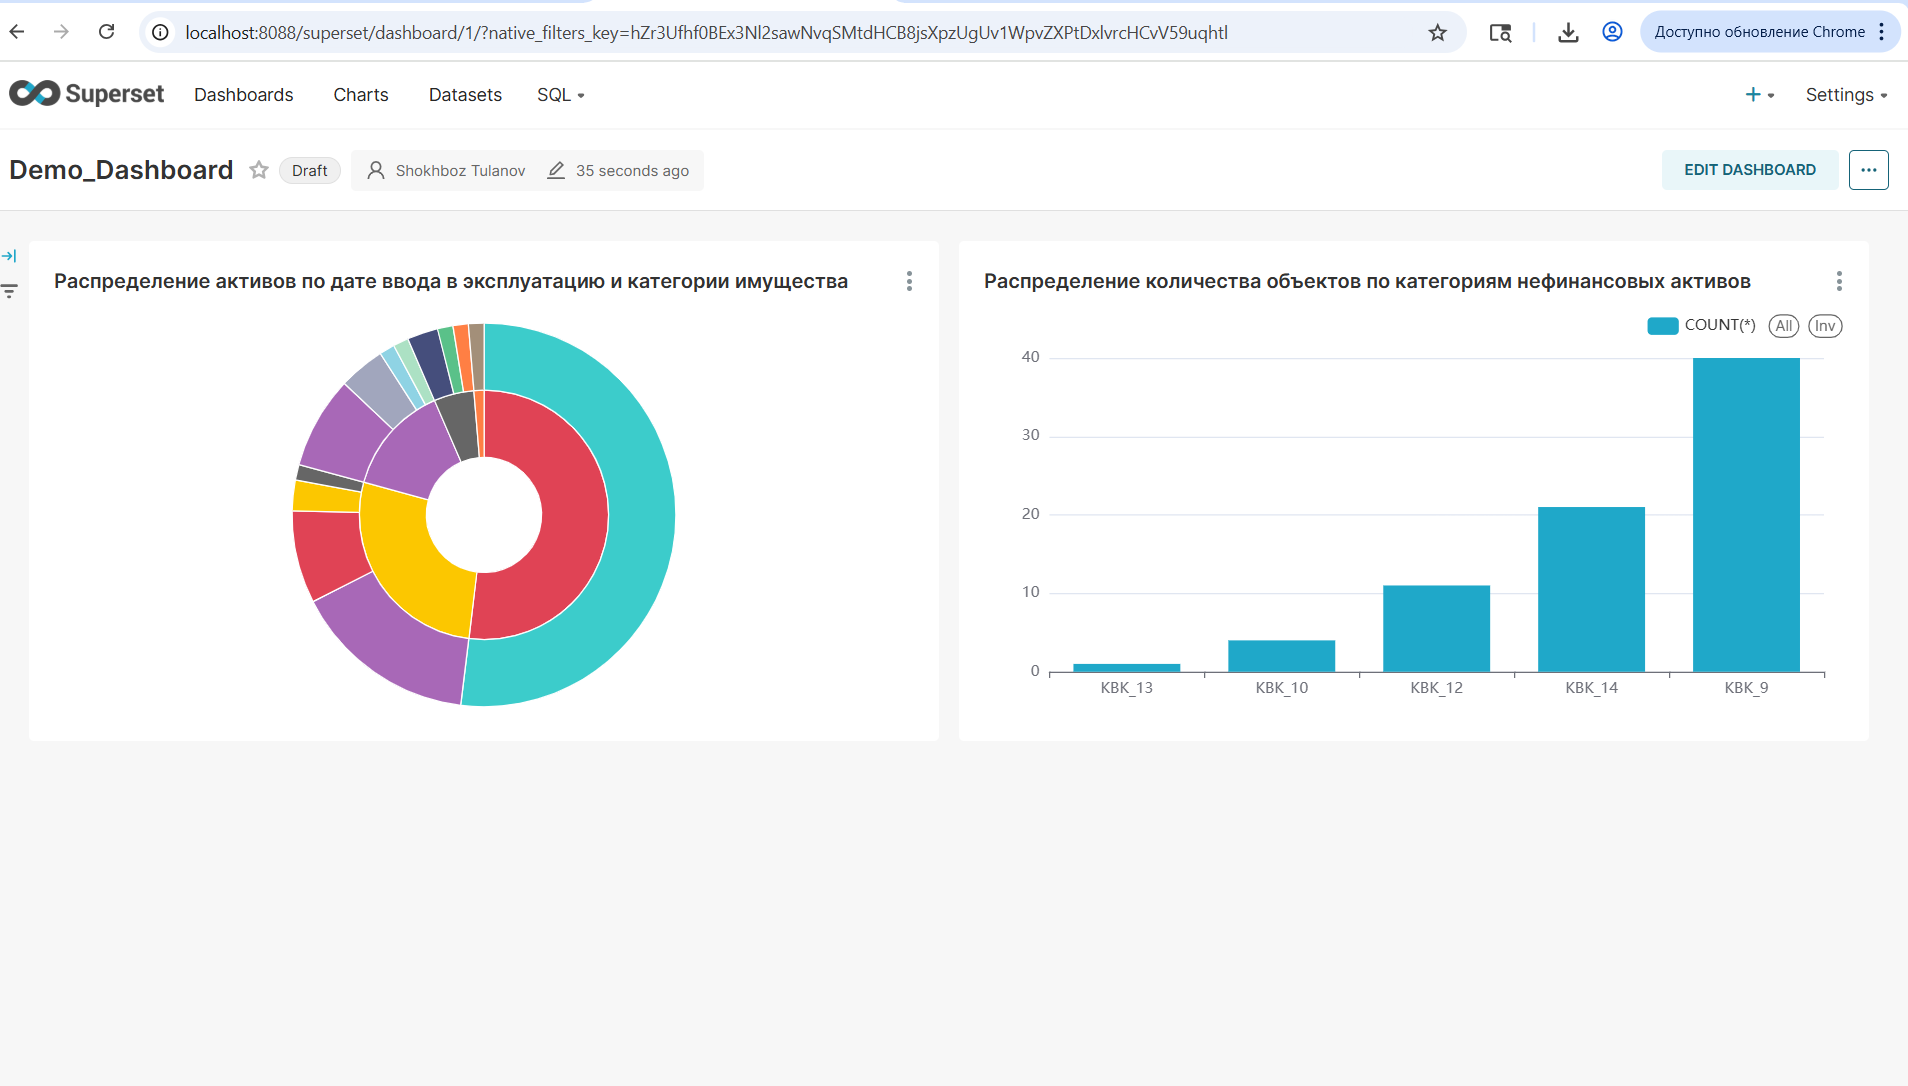 localhost:8088/superset/dashboard/1/?native_filters_key=hZr3Ufhf0BEx3Nl2sawNvqSMtdHCB8jsXpzUgUv1WpvZXPtDxlvrcHCvV59uqhtl
Доступно обновление Chrome
Superset Dashboards Charts Datasets SQL
Settings
Demo_Dashboard Draft Shokhboz Tulanov 35 seconds ago
EDIT DASHBOARD
Распределение активов по дате ввода в эксплуатацию и категории имущества
Распределение количества объектов по категориям нефинансовых активов
COUNT(*) All Inv
40
30
20
10
0
KBK_13 KBK_10 KBK_12 KBK_14 KBK_9